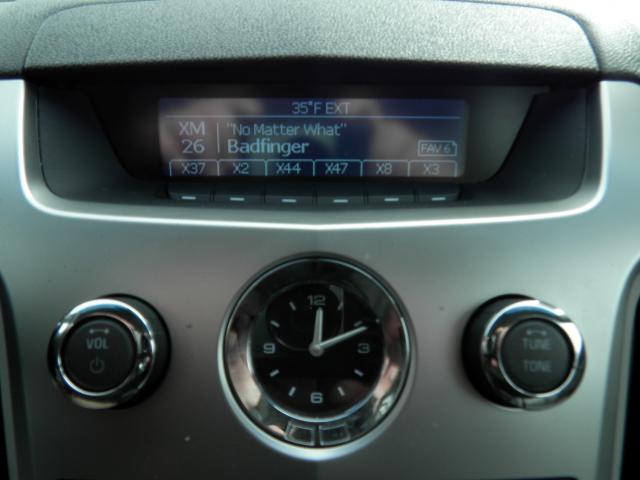 35°F EXT
XM "No Matter What"
26 Badfinger FAV 6
X37 X2 X44 X47 X8 X3
VOL
12
9 3
6
TUNE
TONE